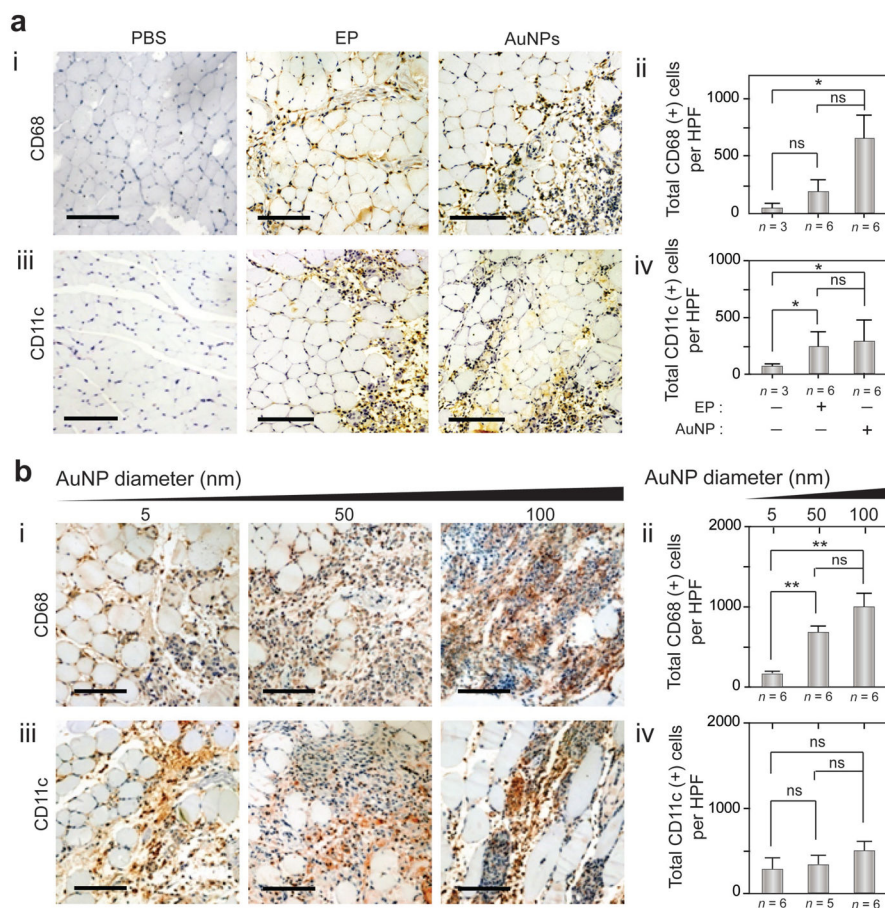 a
PBS EP AuNPs
i
CD68
ii
Total CD68 (+) cells
per HPF
1000
500
0
*
ns
ns
n = 3 n = 6 n = 6
iii
CD11c
iv
Total CD11c (+) cells
per HPF
1000
500
0
*
ns
*
n = 3 n = 6 n = 6
EP : — + —
AuNP : — — +
b
AuNP diameter (nm)
5 50 100
i
CD68
AuNP diameter (nm)
5 50 100
ii
Total CD68 (+) cells
per HPF
2000
1000
0
**
ns
**
n = 6 n = 6 n = 6
iii
CD11c
iv
Total CD11c (+) cells
per HPF
2000
1000
0
ns
ns
ns
n = 6 n = 5 n = 6